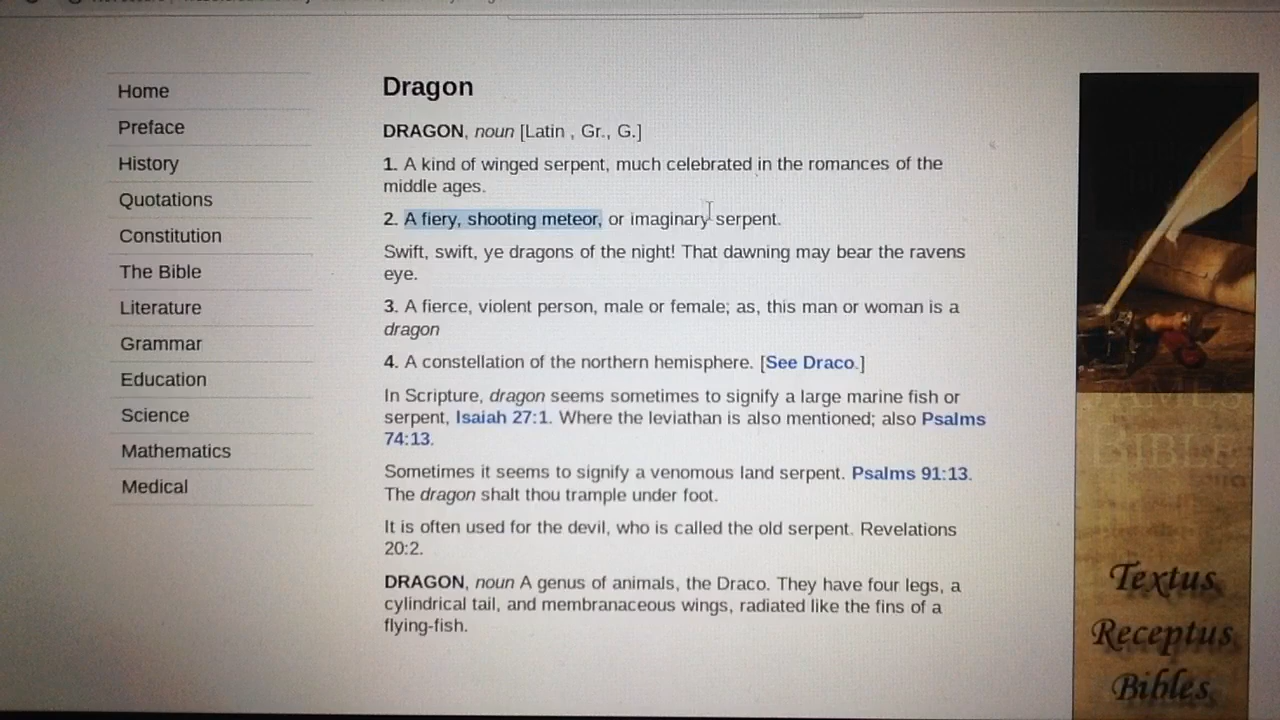 Home
Preface
History
Quotations
Constitution
The Bible
Literature
Grammar
Education
Science
Mathematics
Medical
Dragon
DRAGON, noun [Latin , Gr., G.]
1. A kind of winged serpent, much celebrated in the romances of the
middle ages.
2. A fiery, shooting meteor, or imaginary serpent.
Swift, swift, ye dragons of the night! That dawning may bear the ravens
eye.
3. A fierce, violent person, male or female; as, this man or woman is a
dragon
4. A constellation of the northern hemisphere. [See Draco.]
In Scripture, dragon seems sometimes to signify a large marine fish or
serpent, Isaiah 27:1. Where the leviathan is also mentioned; also Psalms
74:13.
Sometimes it seems to signify a venomous land serpent. Psalms 91:13.
The dragon shalt thou trample under foot.
It is often used for the devil, who is called the old serpent. Revelations
20:2.
DRAGON, noun A genus of animals, the Draco. They have four legs, a
cylindrical tail, and membranaceous wings, radiated like the fins of a
flying-fish.
JAMES
BIBLE
Textus
Receptus
Bibles